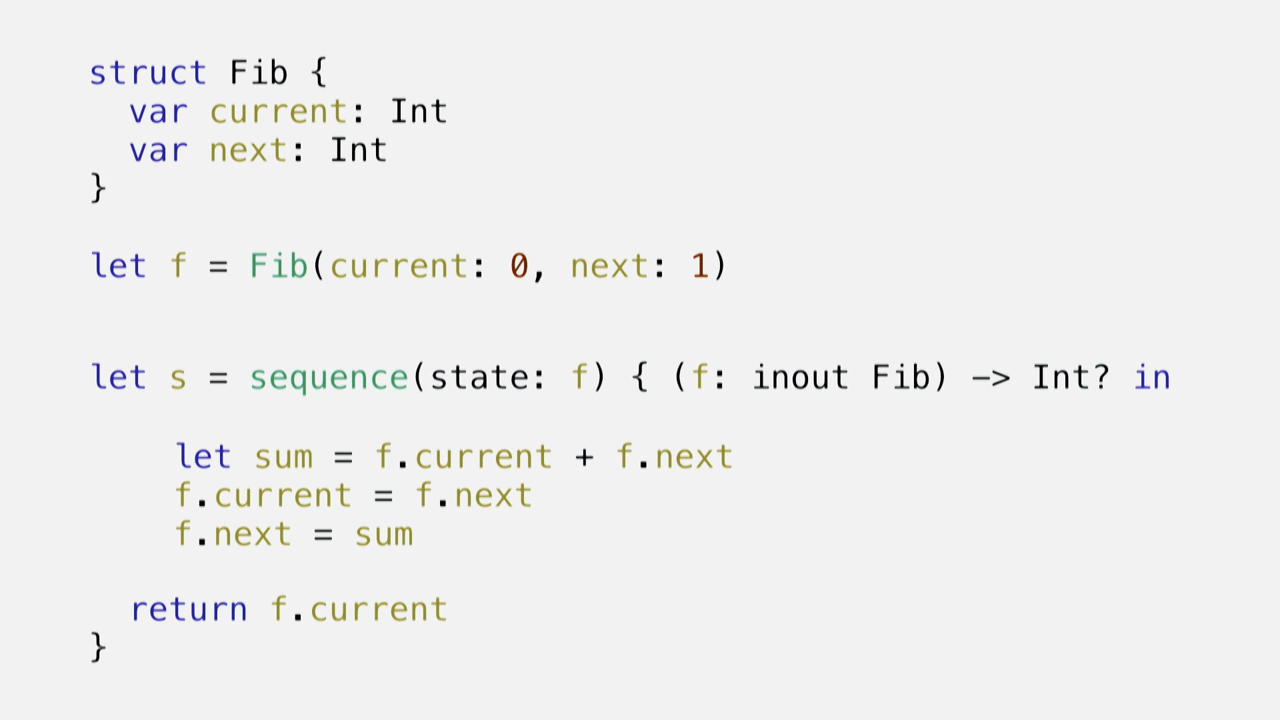 struct Fib {
  var current: Int
  var next: Int
}
let f = Fib(current: 0, next: 1)
let s = sequence(state: f) { (f: inout Fib) -> Int? in
    let sum = f.current + f.next
    f.current = f.next
    f.next = sum
  return f.current
}